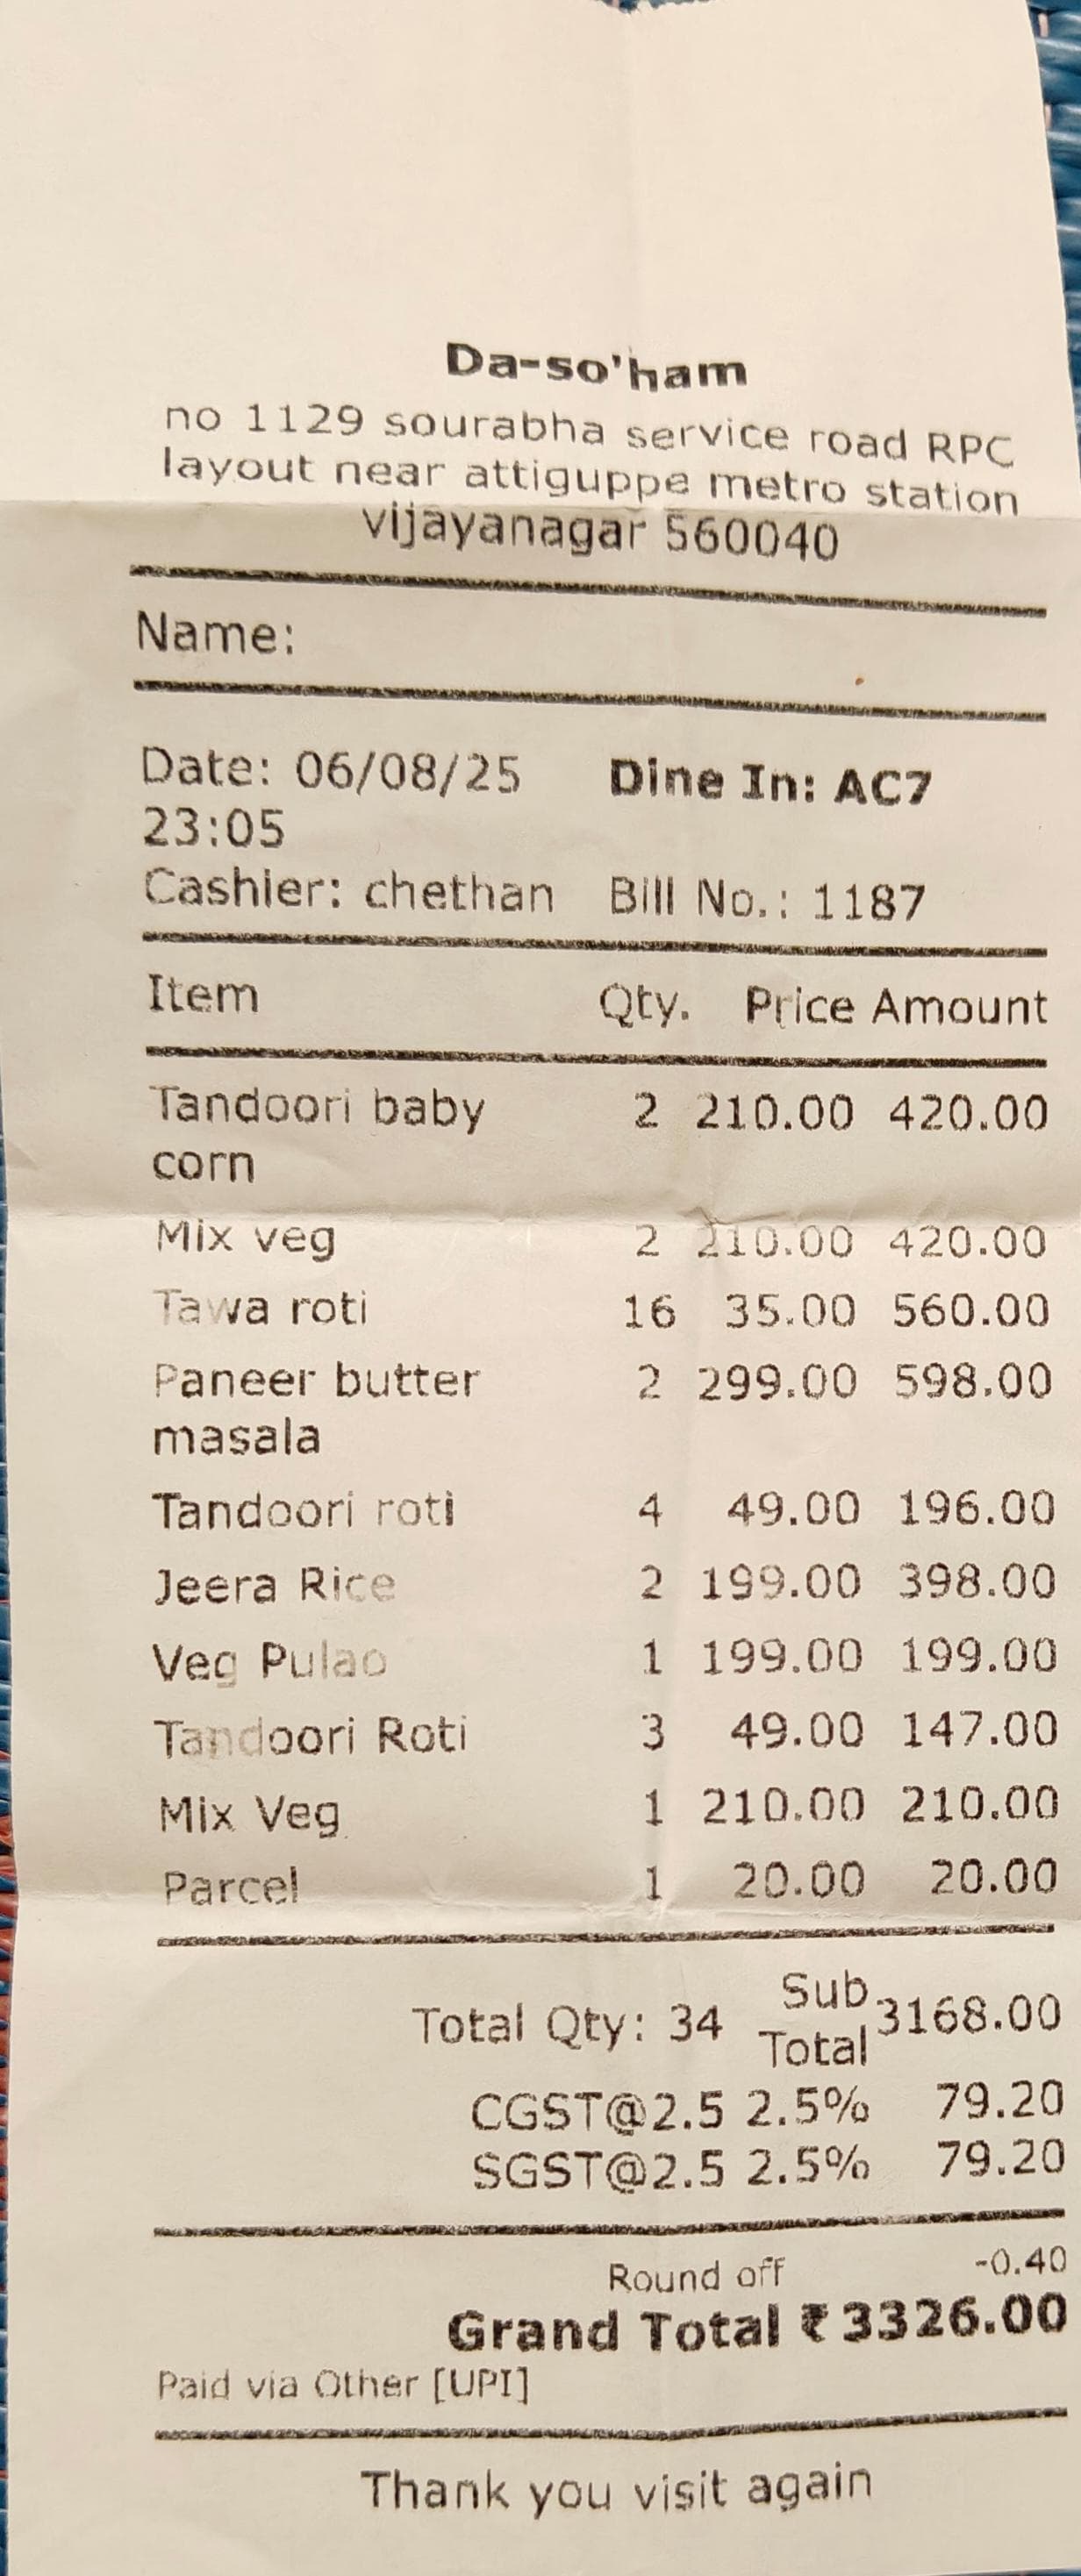 Da-so'ham
no 1129 sourabha service road RPC
layout near attiguppe metro station
vijayanagar 560040
Name:
Date: 06/08/25 Dine In: AC7
23:05
Cashier: chethan Bill No.: 1187
Item Qty. Price Amount
Tandoori baby 2 210.00 420.00
corn
Mix veg 2 210.00 420.00
Tawa roti 16 35.00 560.00
Paneer butter 2 299.00 598.00
masala
Tandoori roti 4 49.00 196.00
Jeera Rice 2 199.00 398.00
Veg Pulao 1 199.00 199.00
Tandoori Roti 3 49.00 147.00
Mix Veg 1 210.00 210.00
Parcel 1 20.00 20.00
Total Qty: 34 Sub Total 3168.00
CGST@2.5 2.5% 79.20
SGST@2.5 2.5% 79.20
Round off -0.40
Grand Total ₹3326.00
Paid via Other [UPI]
Thank you visit again